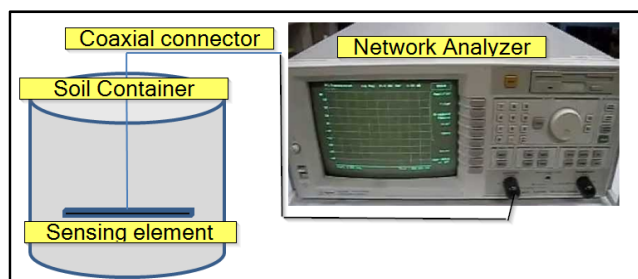 Coaxial connector
Network Analyzer
Soil Container
Sensing element